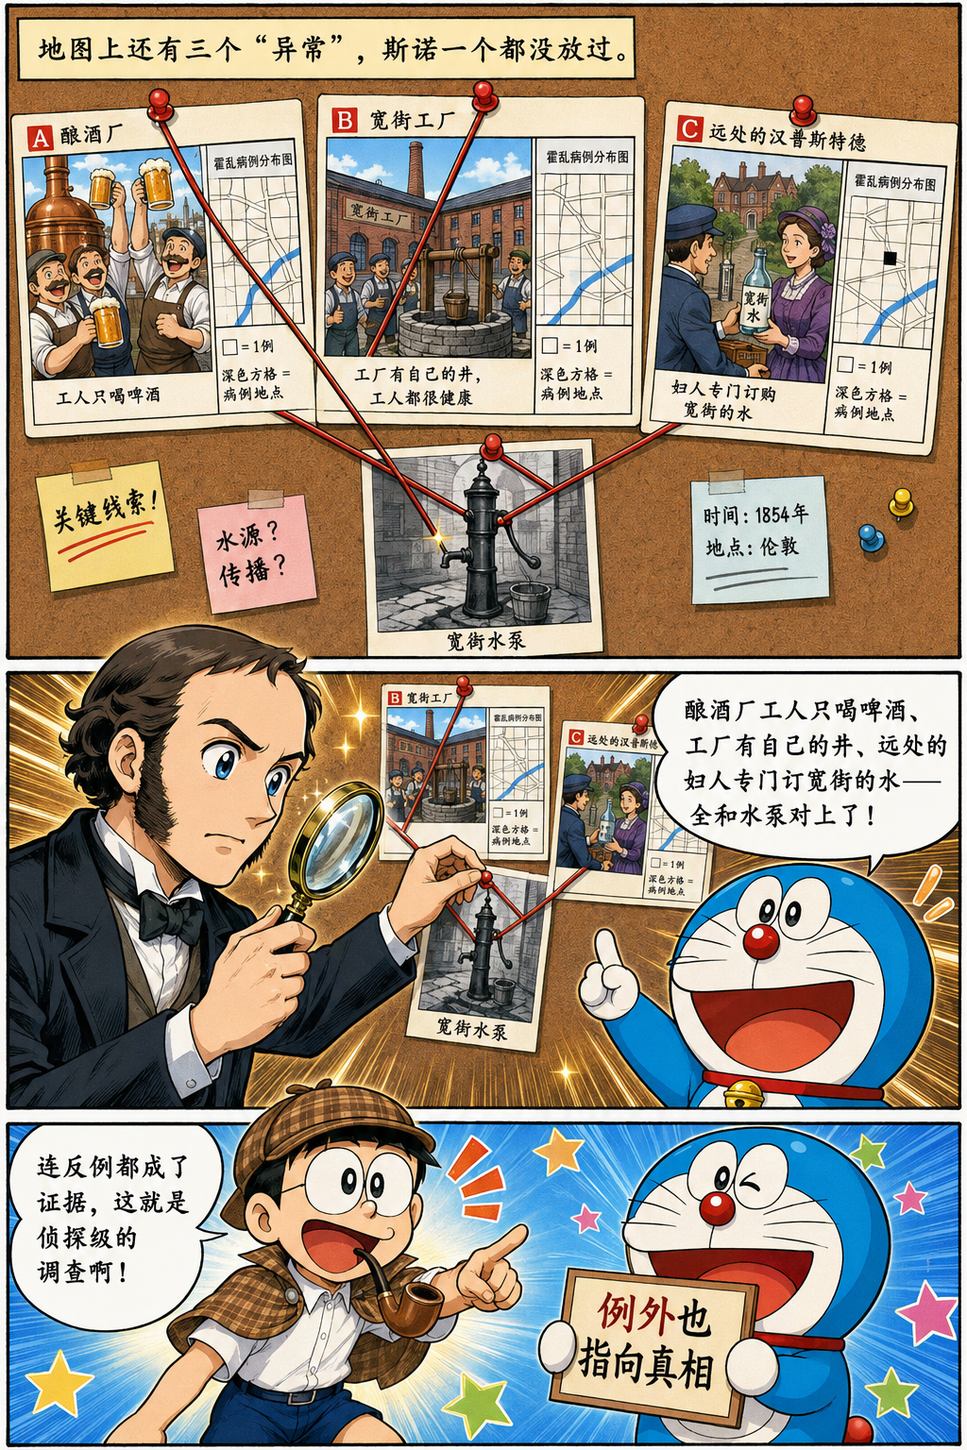 地图上还有三个“异常”，斯诺一个都没放过。
A 酿酒厂
霍乱病例分布图
□=1例
深色方格=
病例地点
工人只喝啤酒
B 宽街工厂
宽街工厂
霍乱病例分布图
□=1例
深色方格=
病例地点
工厂有自己的井，
工人都很健康
C 远处的汉普斯特德
宽街
水
霍乱病例分布图
□=1例
深色方格=
病例地点
妇人专门订购
宽街的水
关键线索！
水源？
传播？
宽街水泵
时间：1854年
地点：伦敦
B 宽街工厂
霍乱病例分布图
□=1例
深色方格=
病例地点
C 远处的汉普斯特德
□=1例
深色方格=
病例地点
宽街水泵
酿酒厂工人只喝啤酒、
工厂有自己的井、远处的
妇人专门订宽街的水——
全和水泵对上了！
连反例都成了
证据，这就是
侦探级的
调查啊！
例外也
指向真相